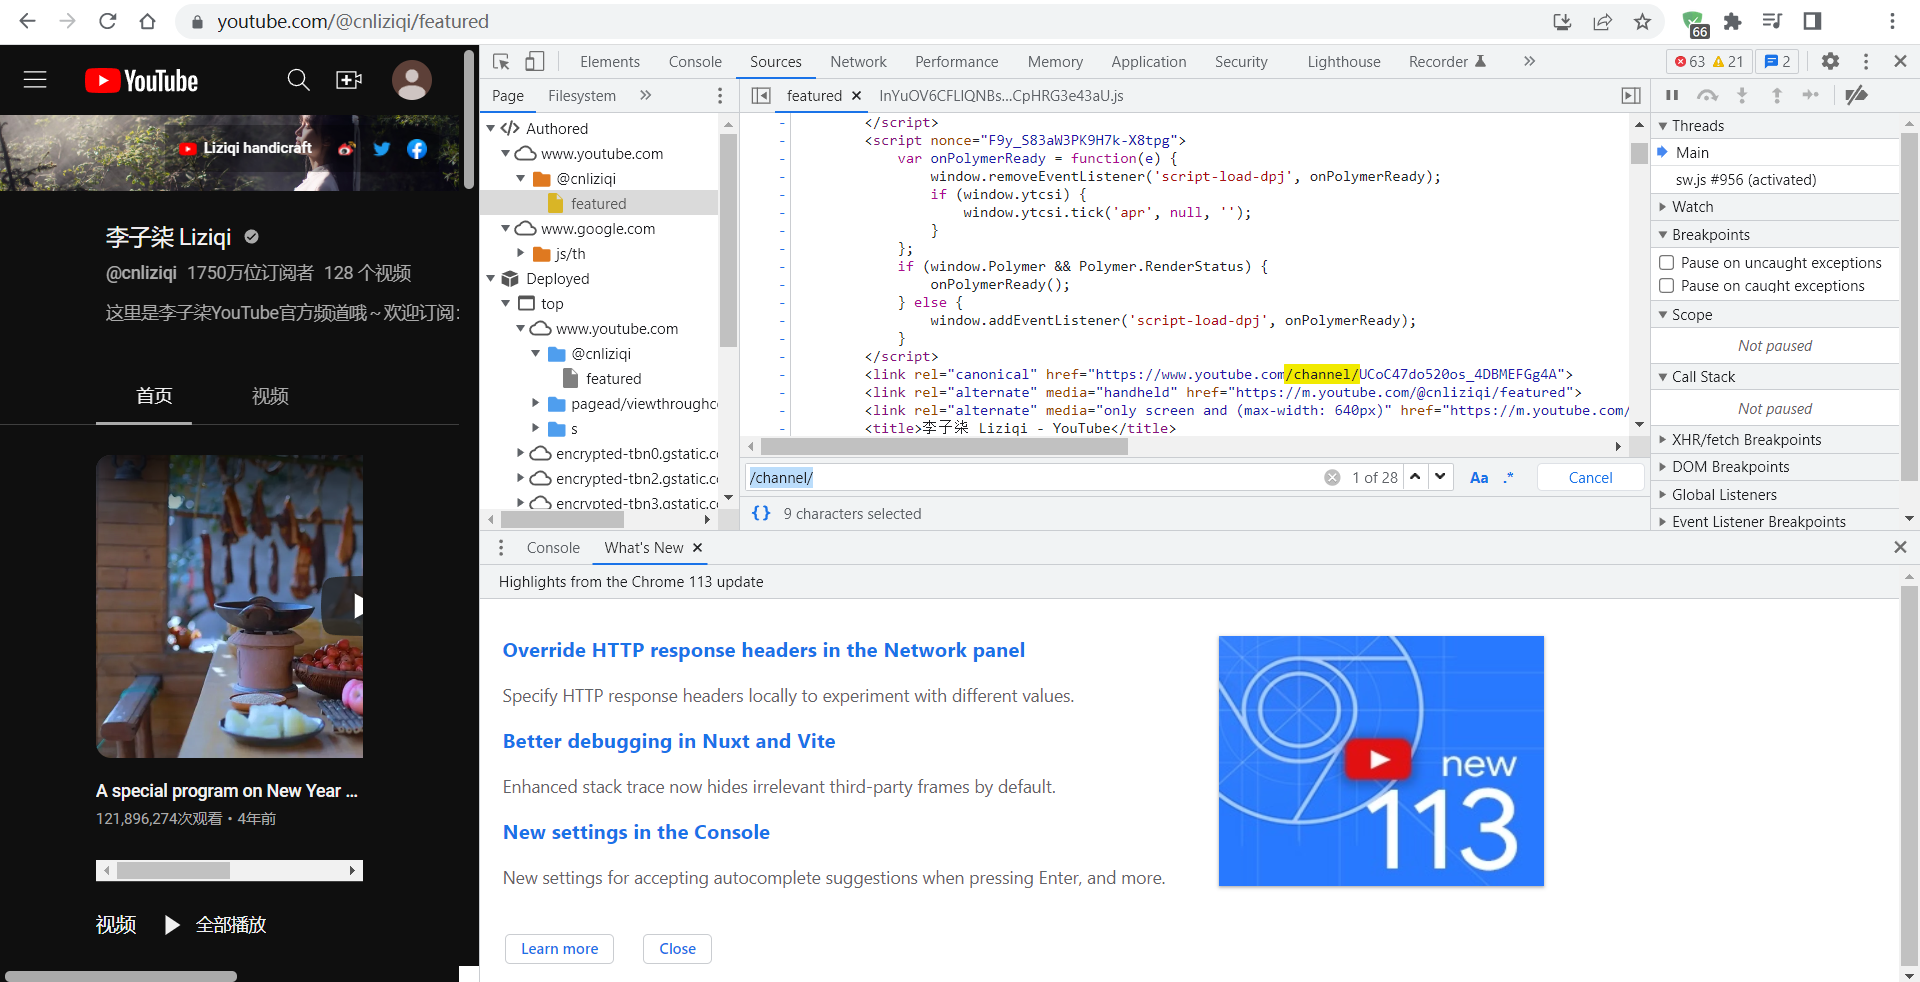 youtube.com/@cnliziqi/featured
66
YouTube
Liziqi handicraft
李子柒 Liziqi
@cnliziqi 1750万位订阅者 128 个视频
这里是李子柒YouTube官方频道哦~欢迎订阅:
首页 视频
A special program on New Year ...
121,896,274次观看 • 4年前
视频 全部播放
Elements Console Sources Network Performance Memory Application Security Lighthouse Recorder » 63 21 2
Page Filesystem »
Authored
www.youtube.com
@cnliziqi
featured
www.google.com
js/th
Deployed
top
www.youtube.com
@cnliziqi
featured
pagead/viewthroughco
s
encrypted-tbn0.gstatic.co
encrypted-tbn2.gstatic.co
encrypted-tbn3.gstatic.co
featured × InYuOV6CFLIQNBs...CpHRG3e43aU.js
</script>
<script nonce="F9y_S83aW3PK9H7k-X8tpg">
var onPolymerReady = function(e) {
window.removeEventListener('script-load-dpj', onPolymerReady);
if (window.ytcsi) {
window.ytcsi.tick('apr', null, '');
}
};
if (window.Polymer && Polymer.RenderStatus) {
onPolymerReady();
} else {
window.addEventListener('script-load-dpj', onPolymerReady);
}
</script>
<link rel="canonical" href="https://www.youtube.com/channel/UCoC47do520os_4DBMEFGg4A">
<link rel="alternate" media="handheld" href="https://m.youtube.com/@cnliziqi/featured">
<link rel="alternate" media="only screen and (max-width: 640px)" href="https://m.youtube.com/
<title>李子柒 Liziqi - YouTube</title>
/channel/ 1 of 28 Aa .* Cancel
{} 9 characters selected
Threads
Main
sw.js #956 (activated)
Watch
Breakpoints
Pause on uncaught exceptions
Pause on caught exceptions
Scope
Not paused
Call Stack
Not paused
XHR/fetch Breakpoints
DOM Breakpoints
Global Listeners
Event Listener Breakpoints
Console What's New ×
Highlights from the Chrome 113 update
Override HTTP response headers in the Network panel
Specify HTTP response headers locally to experiment with different values.
Better debugging in Nuxt and Vite
Enhanced stack trace now hides irrelevant third-party frames by default.
New settings in the Console
New settings for accepting autocomplete suggestions when pressing Enter, and more.
Learn more Close
new
113